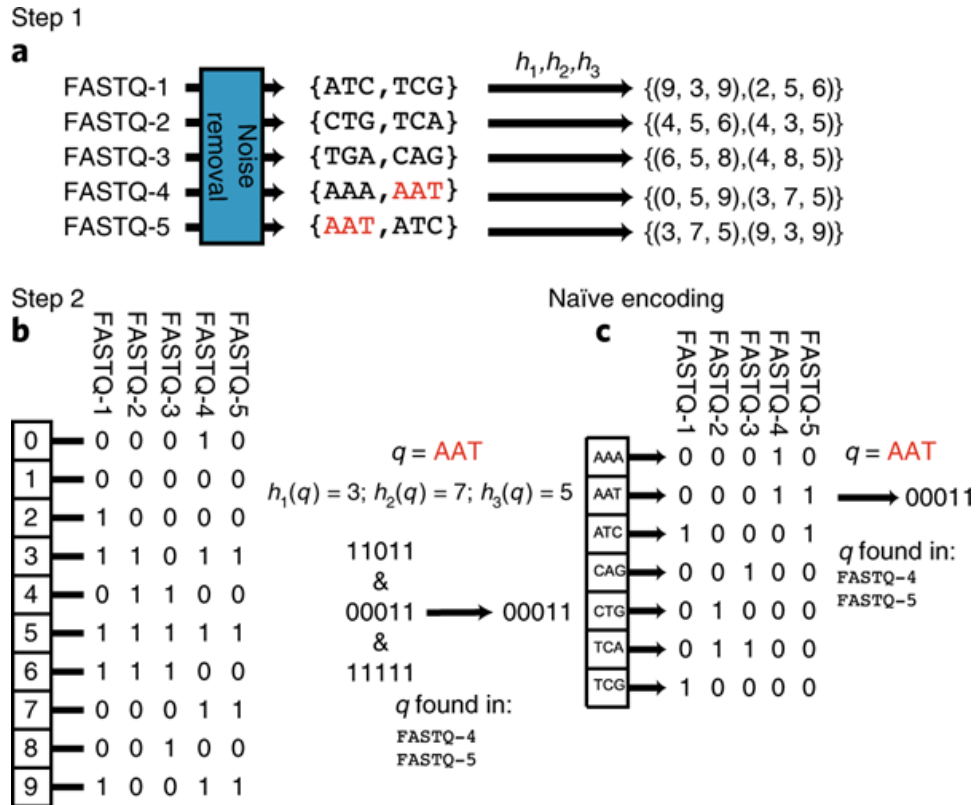 Step 1
a
h1,h2,h3
FASTQ-1 {ATC,TCG} {(9, 3, 9),(2, 5, 6)}
FASTQ-2 {CTG,TCA} {(4, 5, 6),(4, 3, 5)}
FASTQ-3 {TGA,CAG} {(6, 5, 8),(4, 8, 5)}
FASTQ-4 {AAA,AAT} {(0, 5, 9),(3, 7, 5)}
FASTQ-5 {AAT,ATC} {(3, 7, 5),(9, 3, 9)}
Noise
removal
Step 2
b
FASTQ-1
FASTQ-2
FASTQ-3
FASTQ-4
FASTQ-5
0 0 0 0 1 0
1 0 0 0 0 0
2 1 0 0 0 0
3 1 1 0 1 1
4 0 1 1 0 0
5 1 1 1 1 1
6 1 1 1 0 0
7 0 0 0 1 1
8 0 0 1 0 0
9 1 0 0 1 1
q = AAT
h1(q) = 3; h2(q) = 7; h3(q) = 5
11011
&
00011 00011
&
11111
q found in:
FASTQ-4
FASTQ-5
Naïve encoding
c
FASTQ-1
FASTQ-2
FASTQ-3
FASTQ-4
FASTQ-5
AAA 0 0 0 1 0
AAT 0 0 0 1 1
ATC 1 0 0 0 1
CAG 0 0 1 0 0
CTG 0 1 0 0 0
TCA 0 1 1 0 0
TCG 1 0 0 0 0
q = AAT
00011
q found in:
FASTQ-4
FASTQ-5